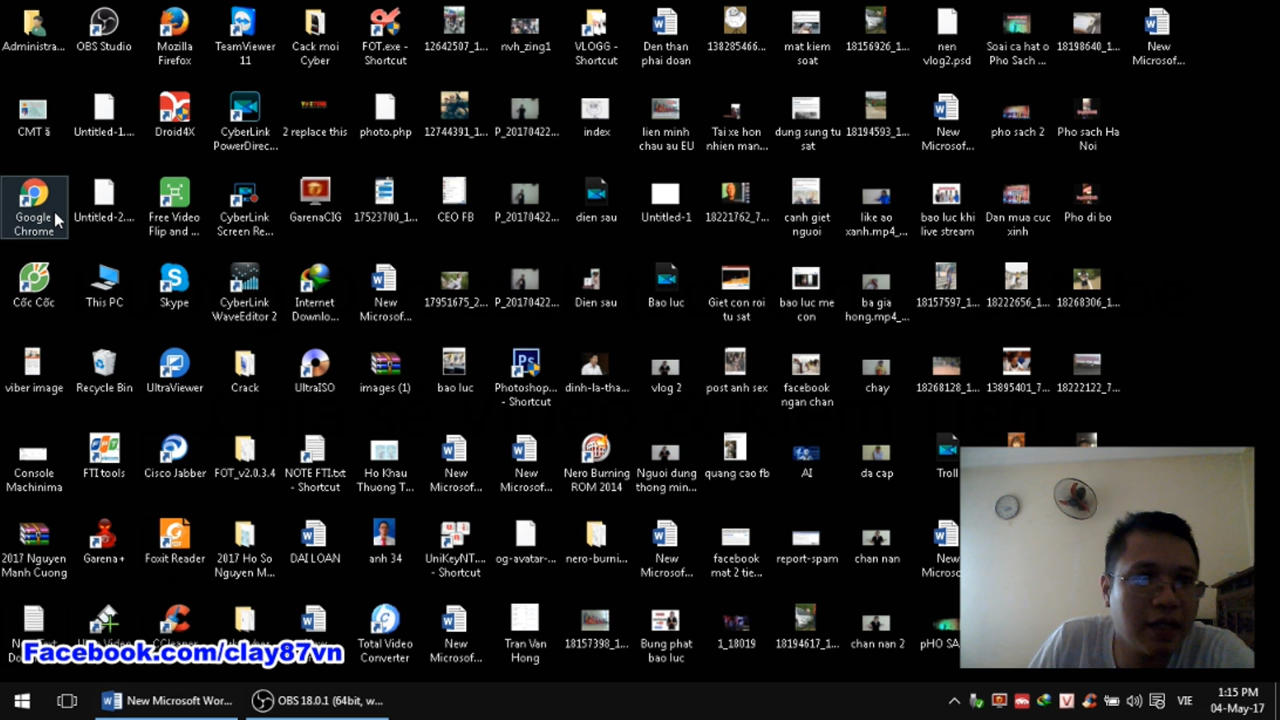 Administra... OBS Studio Mozilla TeamViewer Cack moi FOT.exe - 12642507_1... nvh_zing1 VLOGG - Den than 138285466... mat kiem 18156926_1... nen Soai ca hat o 18198640_1... New
Firefox 11 Cyber Shortcut Shortcut phai doan soat vlog2.psd Pho Sach ... Microsof...
CMT ã Untitled-1.... Droid4X CyberLink 2 replace this photo.php 12744391_1... P_20170422... index lien minh Tai xe hon dung sung tu 18194593_1... New pho sach 2 Pho sach Ha
PowerDirec... chau au EU nhien man... sat Microsof... Noi
Google Untitled-2.... Free Video CyberLink GarenaCIG 17523700_1... CEO FB P_20170422... dien sau Untitled-1 18221762_7... canh giet like ao bao luc khi Dan mua cuc Pho di bo
Chrome Flip and ... Screen Re... nguoi xanh.mp4_... live stream xinh
Cốc Cốc This PC Skype CyberLink Internet New 17951675_2... P_20170422... Dien sau Bao luc Giet con roi bao luc me ba gia 18157597_1... 18222656_1... 18268306_1...
WaveEditor 2 Downlo... Microsof... tu sat con hong.mp4_...
viber image Recycle Bin UltraViewer Crack UltraISO images (1) bao luc Photoshop... dinh-la-tha... vlog 2 post anh sex facebook chay 18268128_1... 13895401_7... 18222122_7...
- Shortcut ngan chan
Console FTI tools Cisco Jabber FOT_v2.0.3.4 NOTE FTI.txt Ho Khau New New Nero Burning Nguoi dung quang cao fb AI da cap Troll
Machinima - Shortcut Thuong T... Microsof... Microsof... ROM 2014 thong min...
2017 Nguyen Garena+ Foxit Reader 2017 Ho So DAI LOAN anh 34 UniKeyNT.... og-avatar-... nero-burni... New facebook report-spam chan nan New
Manh Cuong Nguyen M... - Shortcut Microsof... mat 2 tie... Microso
Total Video New Tran Van 18157398_1... Bung phat 1_18019 18194617_1... chan nan 2 pHO SA
Converter Microsof... Hong bao luc
Facebook.com/clay87vn
New Microsoft Wor... OBS 18.0.1 (64bit, w... VIE 1:15 PM
04-May-17